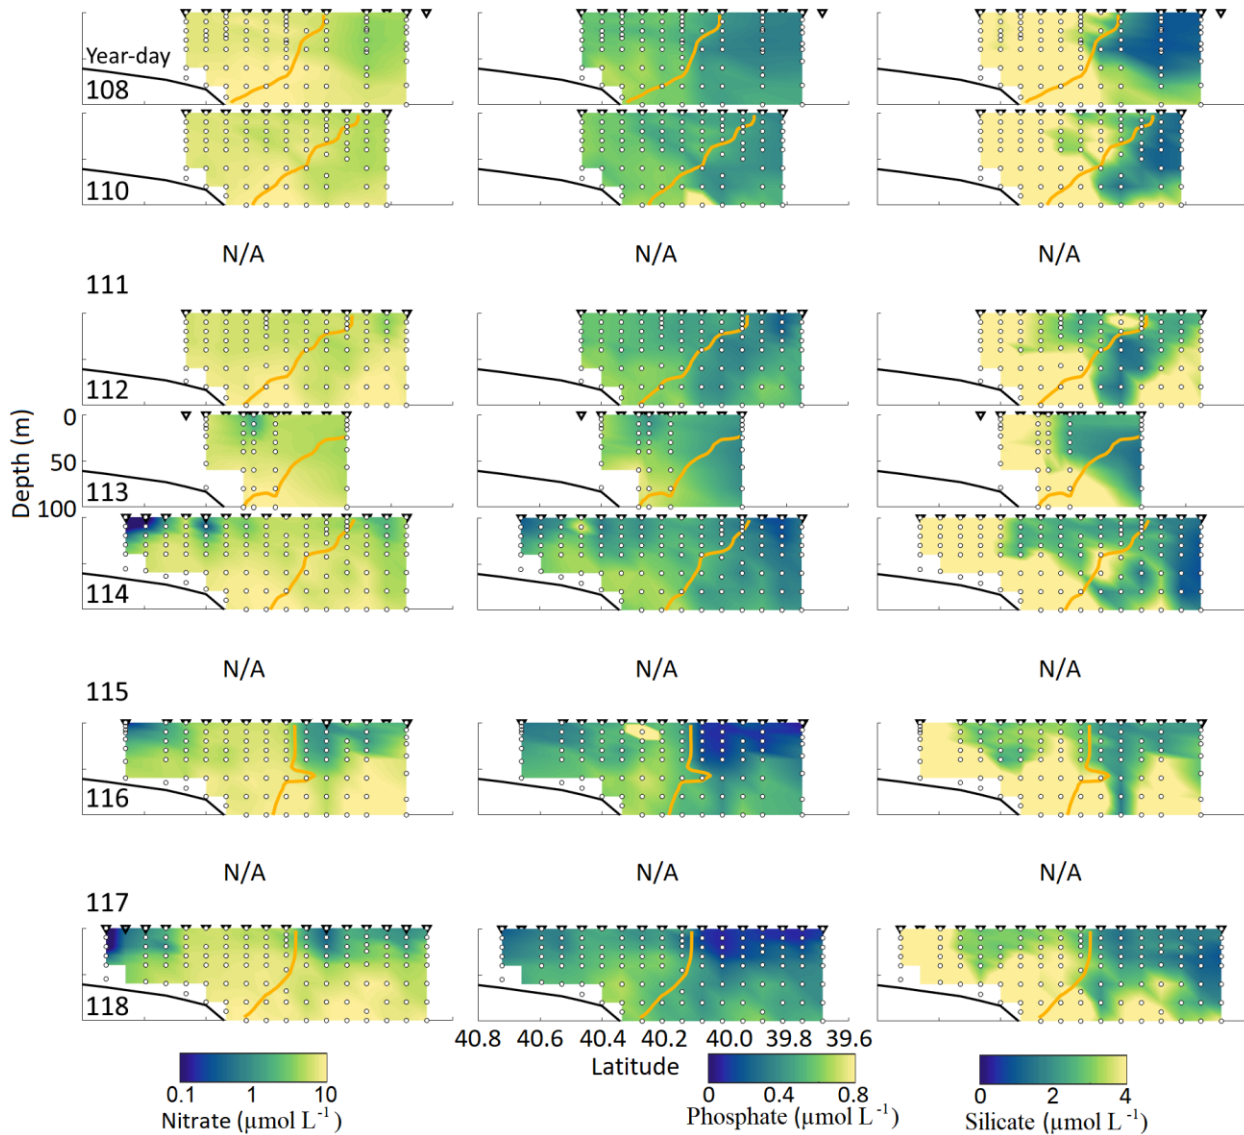 Year-day
108
110
N/A N/A N/A
111
112
0
50
100
Depth (m)
113
114
N/A N/A N/A
115
116
N/A N/A N/A
117
118
40.8 40.6 40.4 40.2 40.0 39.8 39.6
Latitude
0.1 1 10
Nitrate (µmol L⁻¹)
0 0.4 0.8
Phosphate (µmol L⁻¹)
0 2 4
Silicate (µmol L⁻¹)